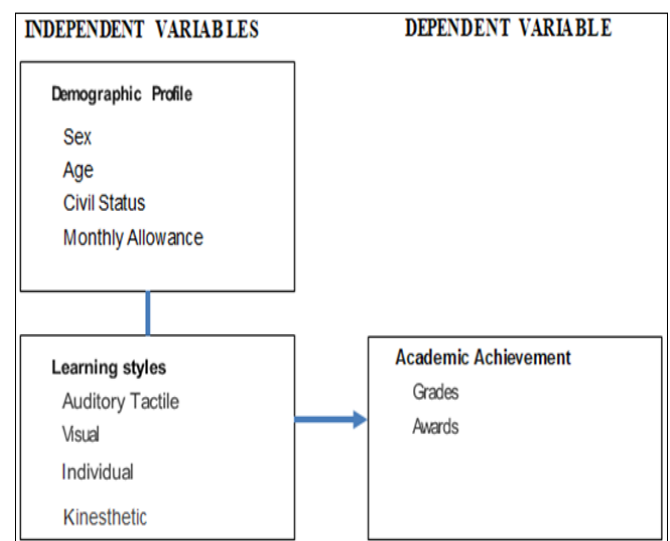 INDEPENDENT VARIABLES
DEPENDENT VARIABLE
Demographic Profile
Sex
Age
Civil Status
Monthly Allowance
Learning styles
Auditory Tactile
Visual
Individual
Kinesthetic
Academic Achievement
Grades
Awards